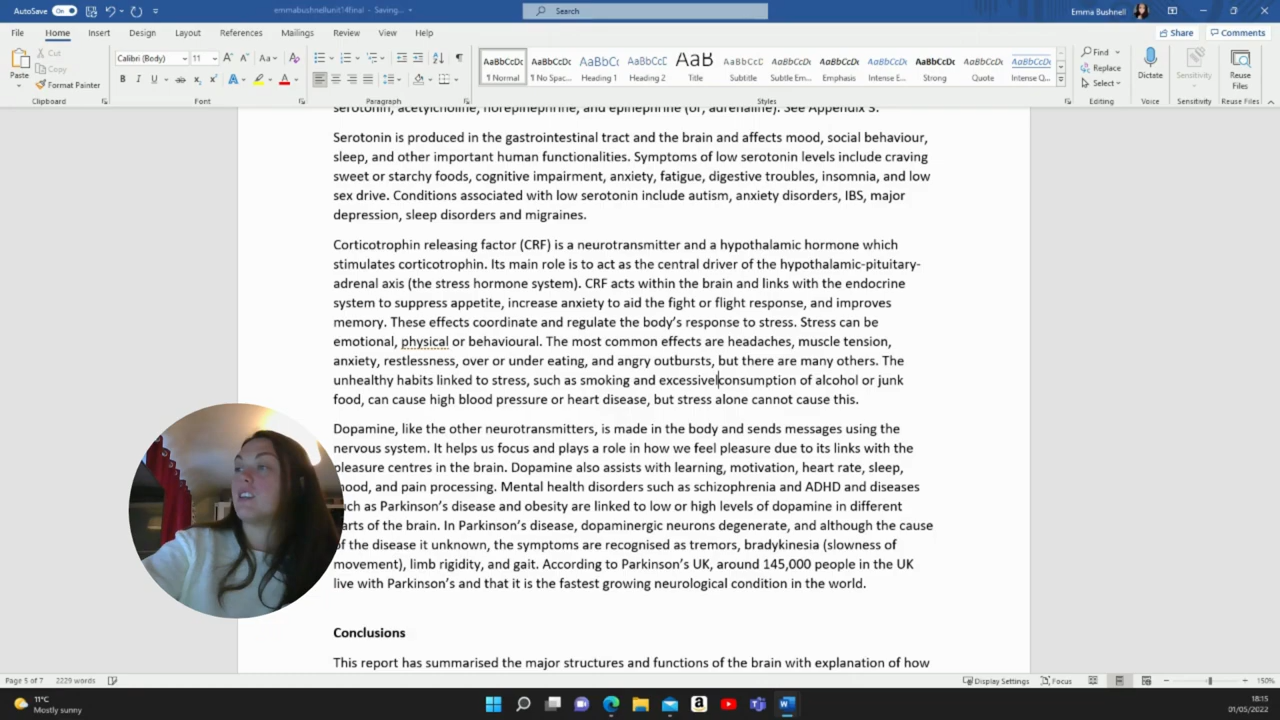 AutoSave On emmabushnellunit14final - Saving... Search Emma Bushnell
File Home Insert Design Layout References Mailings Review View Help Share Comments
Paste Cut Copy Format Painter
Calibri (Body) 11
AaBbCcDc AaBbCcDc AaBbC AaBbCc AaB AaBbCcD AaBbCcDc AaBbCcDc AaBbCcDc AaBbCcDc AaBbCcDc AaBbCcDc
¶ Normal ¶ No Spac... Heading 1 Heading 2 Title Subtitle Subtle Em... Emphasis Intense E... Strong Quote Intense Q...
Find Replace Select Dictate Sensitivity Reuse Files
Clipboard Font Paragraph Styles Editing Voice Sensitivity Reuse Files
serotonin, acetylcholine, norepinephrine, and epinephrine (or, adrenaline). See Appendix 3.
Serotonin is produced in the gastrointestinal tract and the brain and affects mood, social behaviour,
sleep, and other important human functionalities. Symptoms of low serotonin levels include craving
sweet or starchy foods, cognitive impairment, anxiety, fatigue, digestive troubles, insomnia, and low
sex drive. Conditions associated with low serotonin include autism, anxiety disorders, IBS, major
depression, sleep disorders and migraines.
Corticotrophin releasing factor (CRF) is a neurotransmitter and a hypothalamic hormone which
stimulates corticotrophin. Its main role is to act as the central driver of the hypothalamic-pituitary-
adrenal axis (the stress hormone system). CRF acts within the brain and links with the endocrine
system to suppress appetite, increase anxiety to aid the fight or flight response, and improves
memory. These effects coordinate and regulate the body's response to stress. Stress can be
emotional, physical or behavioural. The most common effects are headaches, muscle tension,
anxiety, restlessness, over or under eating, and angry outbursts, but there are many others. The
unhealthy habits linked to stress, such as smoking and excessive consumption of alcohol or junk
food, can cause high blood pressure or heart disease, but stress alone cannot cause this.
Dopamine, like the other neurotransmitters, is made in the body and sends messages using the
nervous system. It helps us focus and plays a role in how we feel pleasure due to its links with the
pleasure centres in the brain. Dopamine also assists with learning, motivation, heart rate, sleep,
mood, and pain processing. Mental health disorders such as schizophrenia and ADHD and diseases
such as Parkinson's disease and obesity are linked to low or high levels of dopamine in different
parts of the brain. In Parkinson's disease, dopaminergic neurons degenerate, and although the cause
of the disease it unknown, the symptoms are recognised as tremors, bradykinesia (slowness of
movement), limb rigidity, and gait. According to Parkinson's UK, around 145,000 people in the UK
live with Parkinson's and that it is the fastest growing neurological condition in the world.
Conclusions
This report has summarised the major structures and functions of the brain with explanation of how
Page 5 of 7 2229 words Display Settings Focus 150%
11°C
Mostly sunny
18:15
01/05/2022